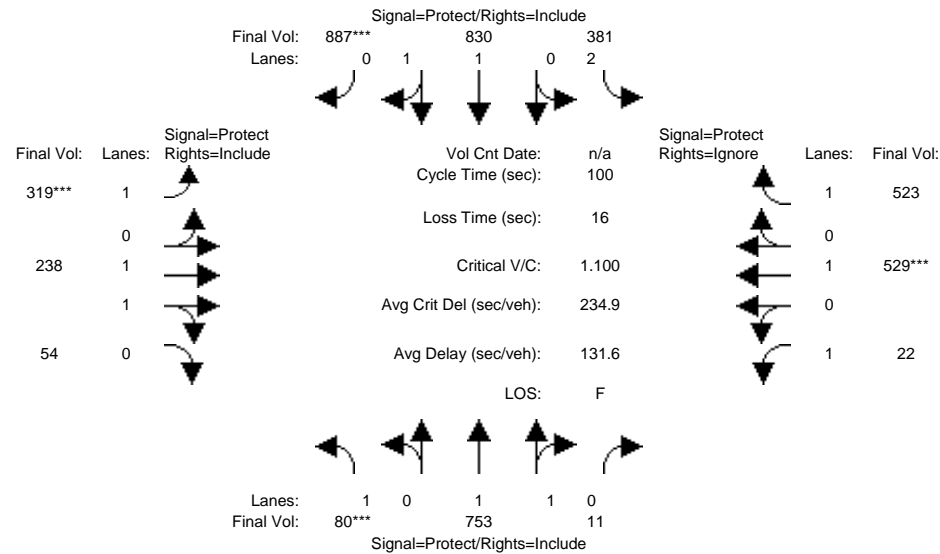 Signal=Protect/Rights=Include
Final Vol: 887*** 830 381
Lanes: 0 1 1 0 2
Signal=Protect
Final Vol: Lanes: Rights=Include
Vol Cnt Date: n/a
Signal=Protect
Rights=Ignore Lanes: Final Vol:
Cycle Time (sec): 100
319*** 1
1 523
Loss Time (sec): 16
0
0
238 1
Critical V/C: 1.100
1 529***
1
Avg Crit Del (sec/veh): 234.9
0
54 0
Avg Delay (sec/veh): 131.6
1 22
LOS: F
Lanes: 1 0 1 1 0
Final Vol: 80*** 753 11
Signal=Protect/Rights=Include